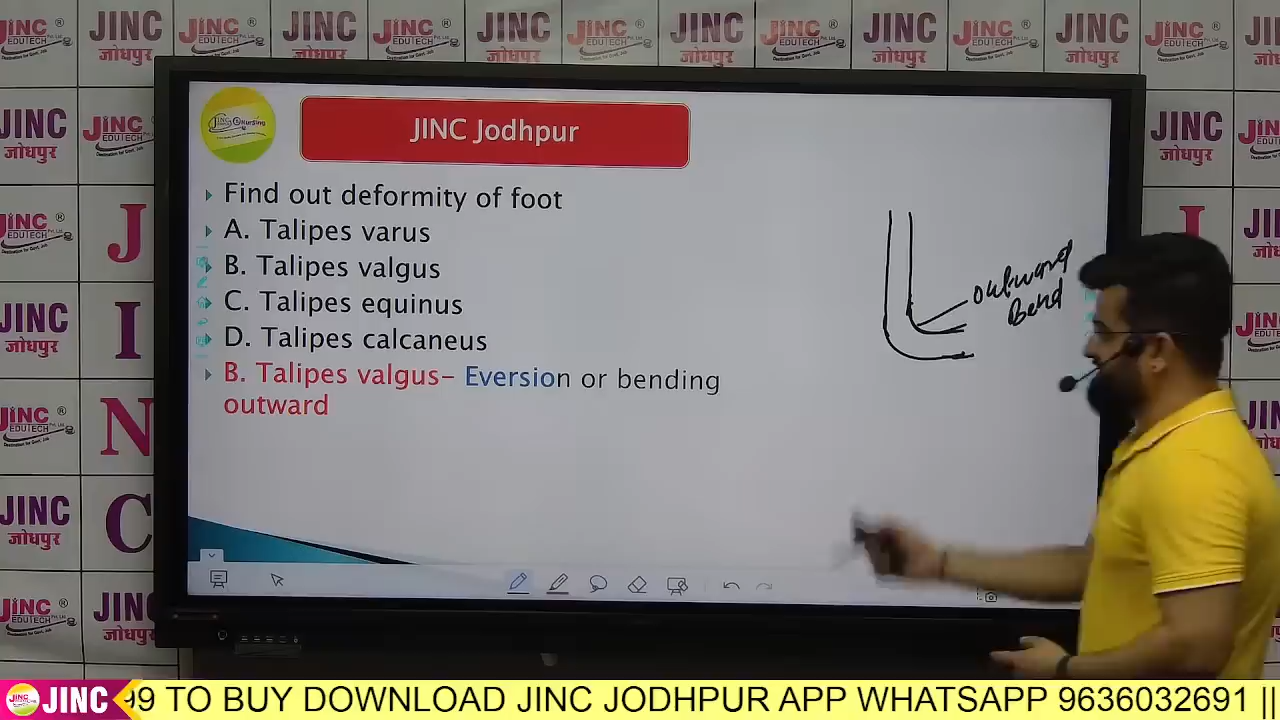 JINC Jodhpur
Find out deformity of foot
A. Talipes varus
B. Talipes valgus
C. Talipes equinus
D. Talipes calcaneus
B. Talipes valgus- Eversion or bending
outward
outward
Bend
JINC
EDUTECH
जोधपुर
J
I
N
C
JINC
99 TO BUY DOWNLOAD JINC JODHPUR APP WHATSAPP 9636032691 ||